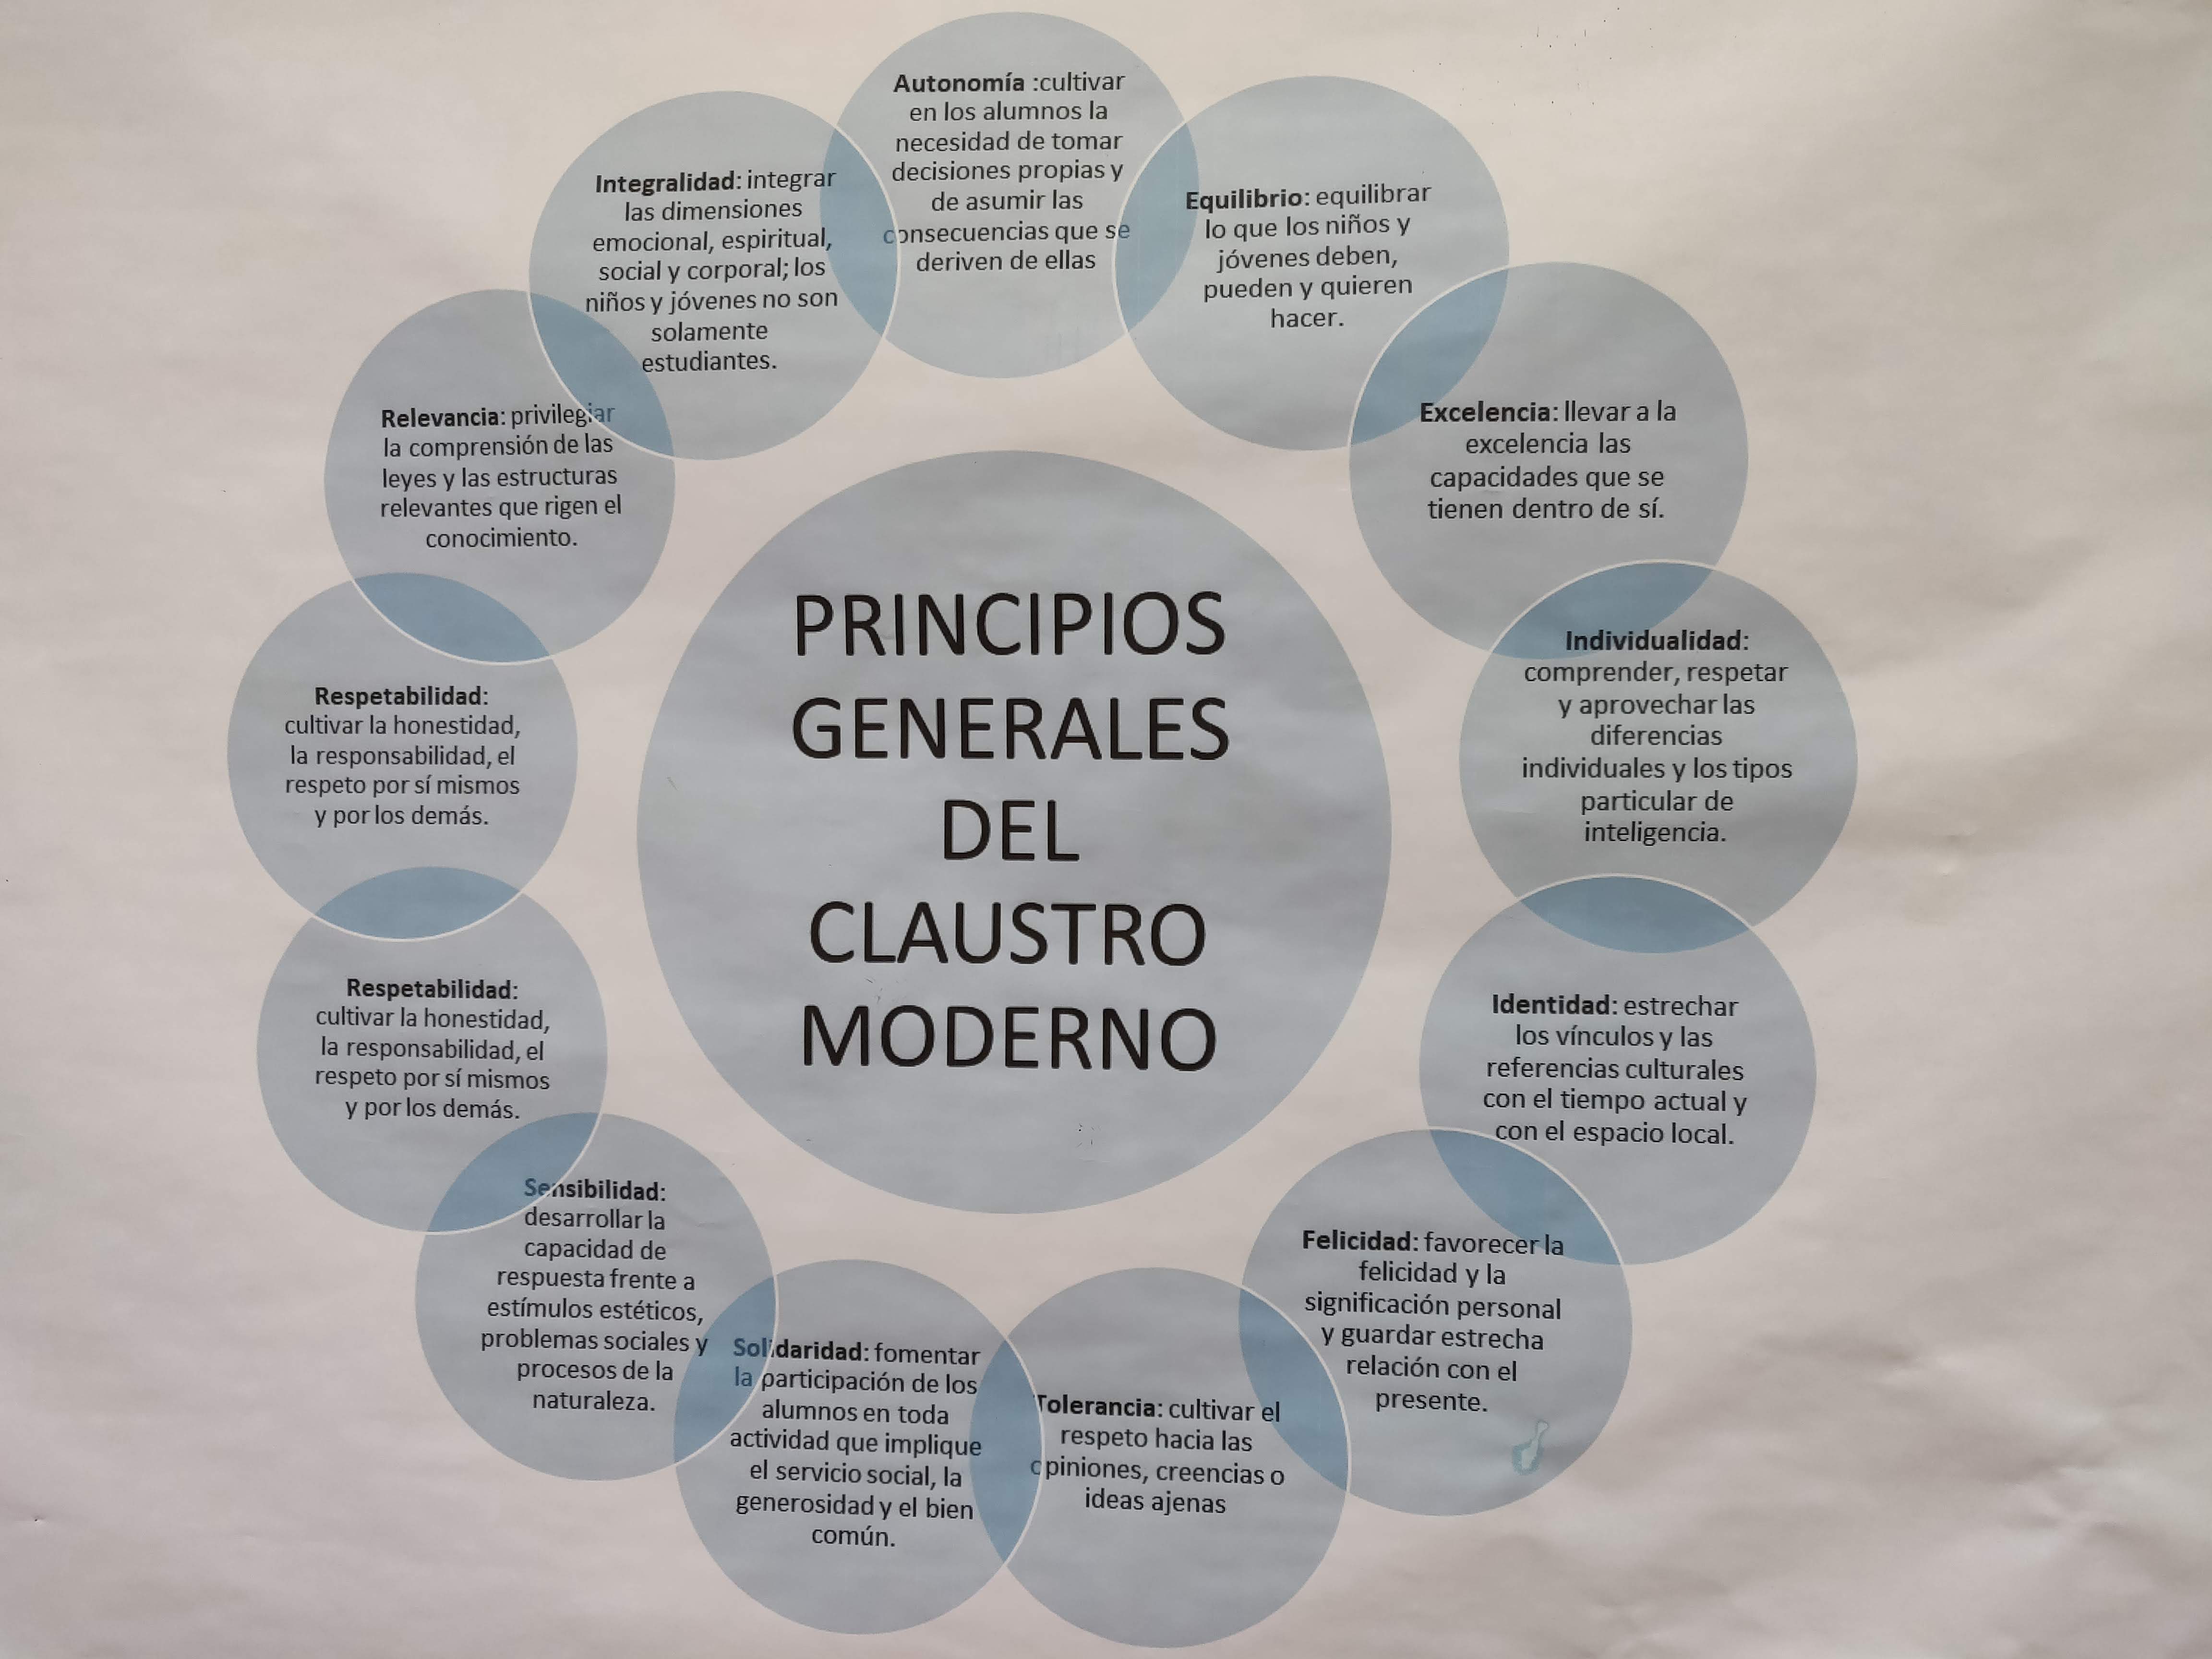 Autonomía :cultivar
en los alumnos la
necesidad de tomar
decisiones propias y
de asumir las
consecuencias que se
deriven de ellas
Equilibrio: equilibrar
lo que los niños y
jóvenes deben,
pueden y quieren
hacer.
Excelencia: llevar a la
excelencia las
capacidades que se
tienen dentro de sí.
Individualidad:
comprender, respetar
y aprovechar las
diferencias
individuales y los tipos
particular de
inteligencia.
Identidad: estrechar
los vínculos y las
referencias culturales
con el tiempo actual y
con el espacio local.
Felicidad: favorecer la
felicidad y la
significación personal
y guardar estrecha
relación con el
presente.
Tolerancia: cultivar el
respeto hacia las
opiniones, creencias o
ideas ajenas
Solidaridad: fomentar
la participación de los
alumnos en toda
actividad que implique
el servicio social, la
generosidad y el bien
común.
Sensibilidad:
desarrollar la
capacidad de
respuesta frente a
estímulos estéticos,
problemas sociales y
procesos de la
naturaleza.
Respetabilidad:
cultivar la honestidad,
la responsabilidad, el
respeto por sí mismos
y por los demás.
Respetabilidad:
cultivar la honestidad,
la responsabilidad, el
respeto por sí mismos
y por los demás.
Relevancia: privilegiar
la comprensión de las
leyes y las estructuras
relevantes que rigen el
conocimiento.
Integralidad: integrar
las dimensiones
emocional, espiritual,
social y corporal; los
niños y jóvenes no son
solamente
estudiantes.
PRINCIPIOS
GENERALES
DEL
CLAUSTRO
MODERNO